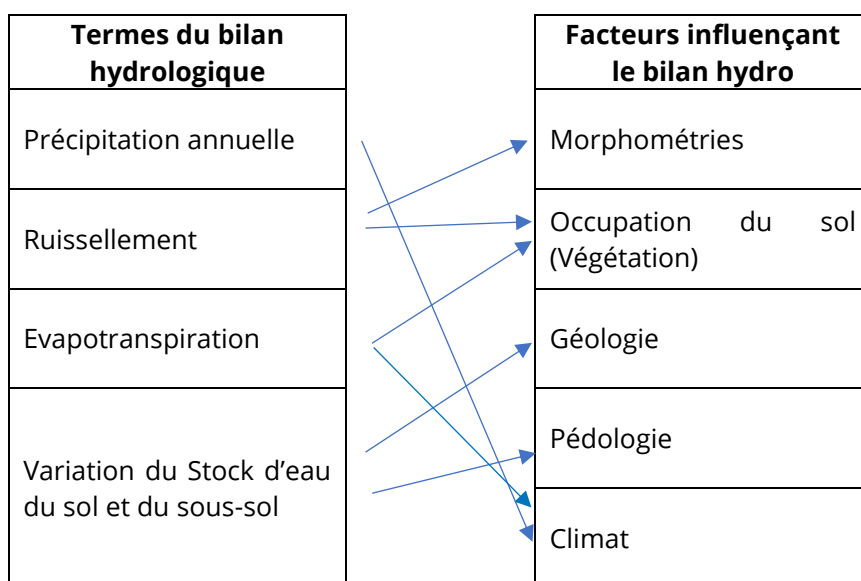 Termes du bilan
hydrologique
Facteurs influençant
le bilan hydro
Précipitation annuelle
Morphométries
Ruissellement
Occupation du sol
(Végétation)
Evapotranspiration
Géologie
Variation du Stock d’eau
du sol et du sous-sol
Pédologie
Climat